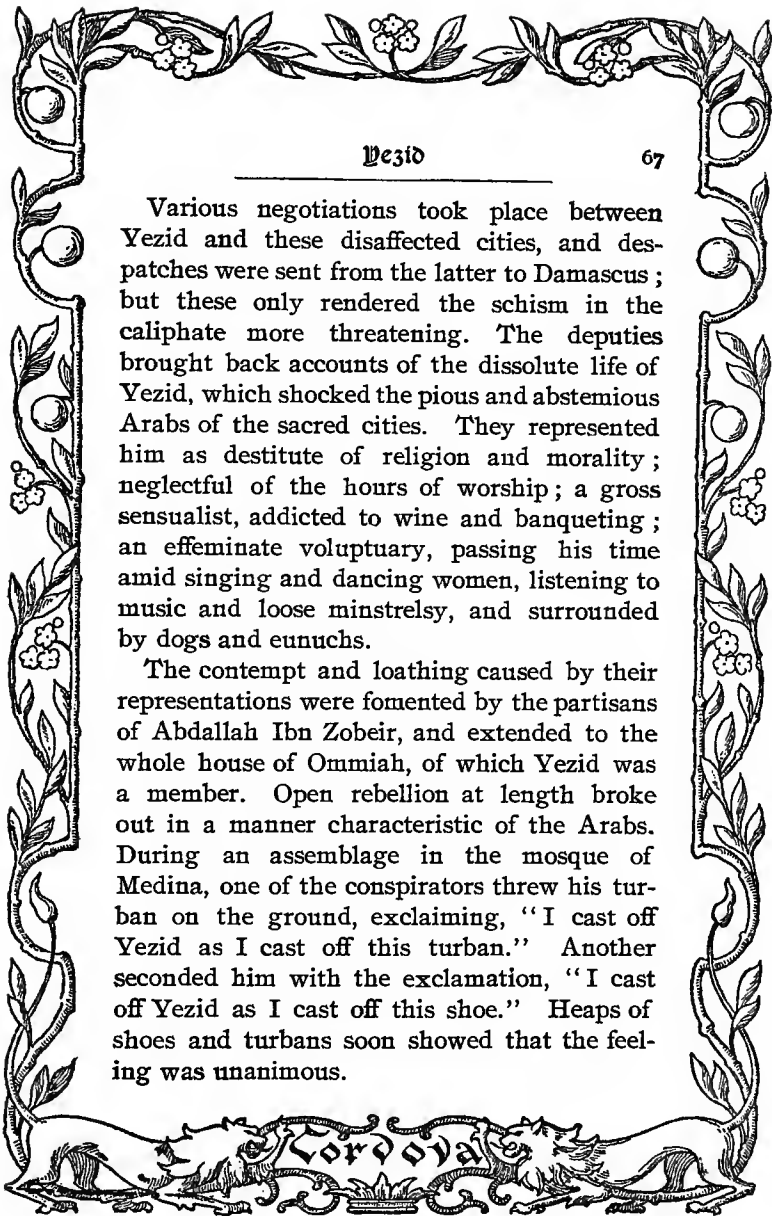 Yezid 67
Various negotiations took place between
Yezid and these disaffected cities, and des-
patches were sent from the latter to Damascus ;
but these only rendered the schism in the
caliphate more threatening. The deputies
brought back accounts of the dissolute life of
Yezid, which shocked the pious and abstemious
Arabs of the sacred cities. They represented
him as destitute of religion and morality ;
neglectful of the hours of worship ; a gross
sensualist, addicted to wine and banqueting ;
an effeminate voluptuary, passing his time
amid singing and dancing women, listening to
music and loose minstrelsy, and surrounded
by dogs and eunuchs.
The contempt and loathing caused by their
representations were fomented by the partisans
of Abdallah Ibn Zobeir, and extended to the
whole house of Ommiah, of which Yezid was
a member. Open rebellion at length broke
out in a manner characteristic of the Arabs.
During an assemblage in the mosque of
Medina, one of the conspirators threw his tur-
ban on the ground, exclaiming, "I cast off
Yezid as I cast off this turban." Another
seconded him with the exclamation, "I cast
off Yezid as I cast off this shoe." Heaps of
shoes and turbans soon showed that the feel-
ing was unanimous.
Cordova